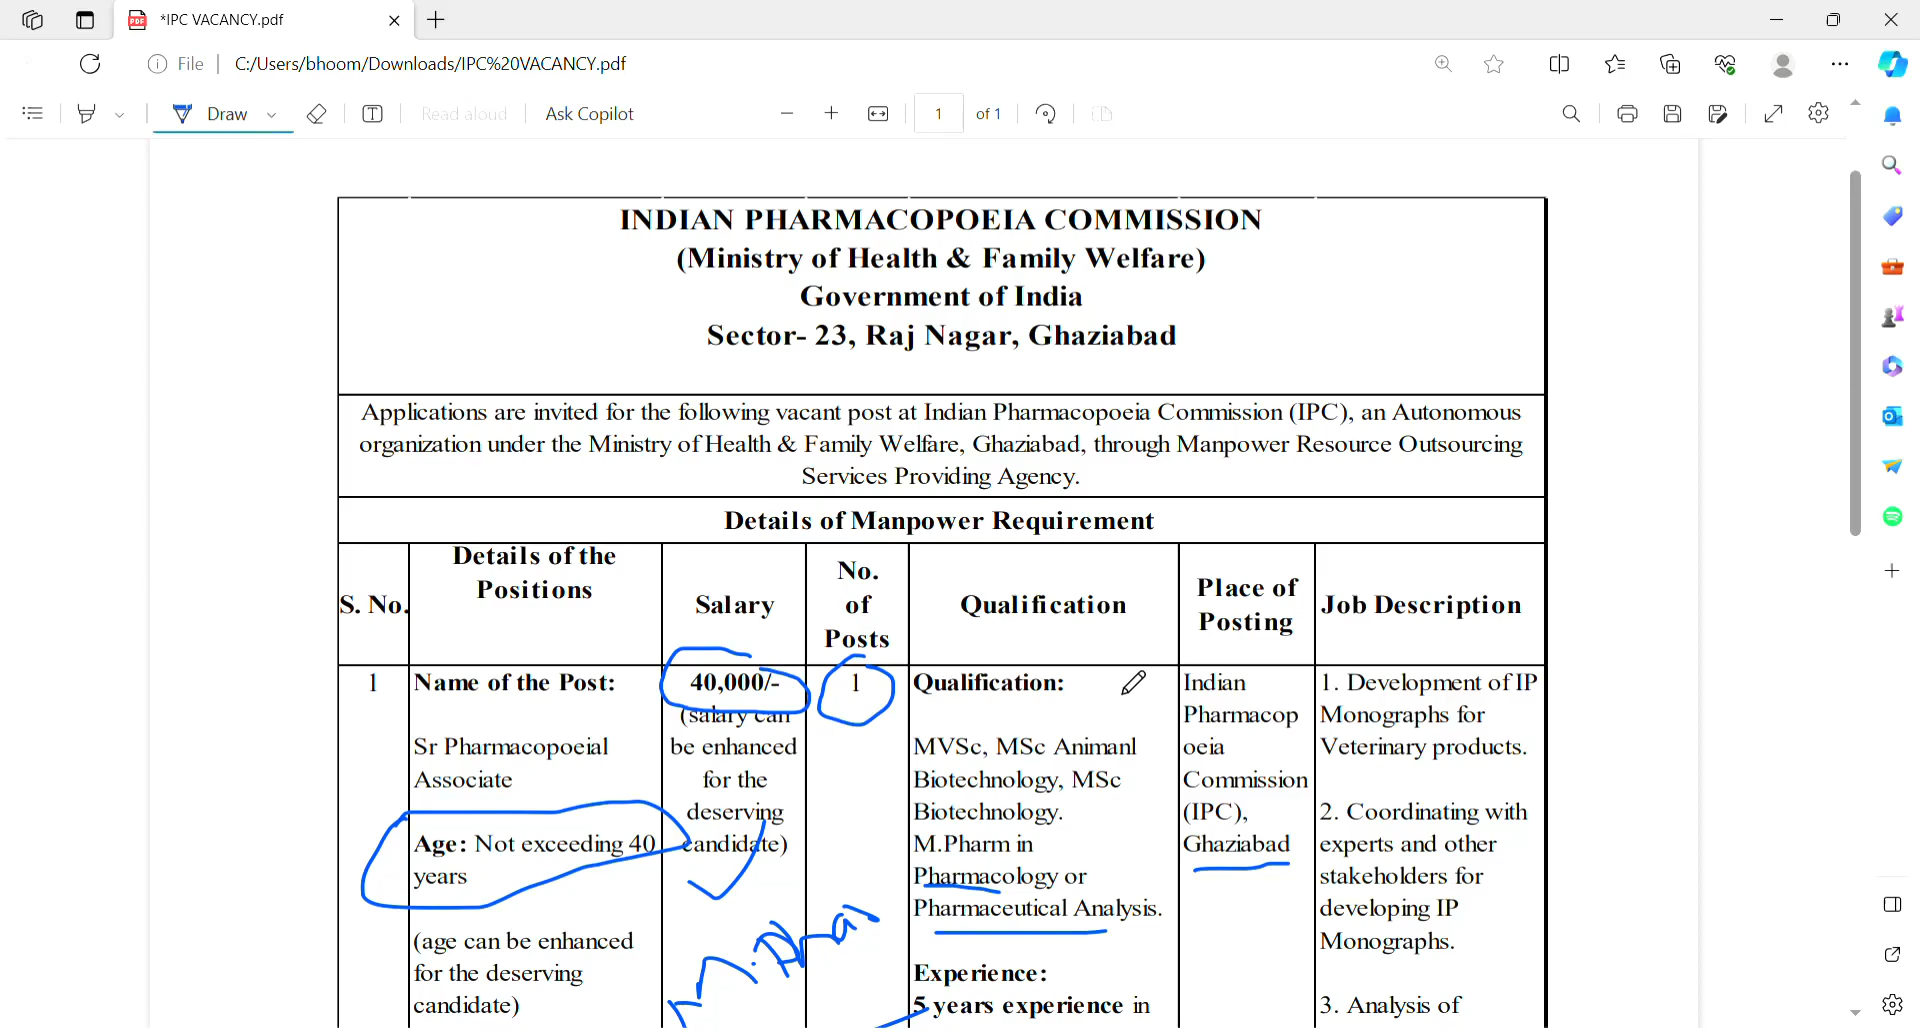 *IPC VACANCY.pdf
File
C:/Users/bhoom/Downloads/IPC%20VACANCY.pdf
Draw
Read aloud
Ask Copilot
1
of 1
INDIAN PHARMACOPOEIA COMMISSION
(Ministry of Health & Family Welfare)
Government of India
Sector- 23, Raj Nagar, Ghaziabad
Applications are invited for the following vacant post at Indian Pharmacopoeia Commission (IPC), an Autonomous
organization under the Ministry of Health & Family Welfare, Ghaziabad, through Manpower Resource Outsourcing
Services Providing Agency.
Details of Manpower Requirement
S. No.
Details of the
Positions
Salary
No.
of
Posts
Qualification
Place of
Posting
Job Description
1
Name of the Post:
Sr Pharmacopoeial
Associate
Age: Not exceeding 40
years
(age can be enhanced
for the deserving
candidate)
40,000/-
(salary can
be enhanced
for the
deserving
candidate)
M.Phar
1
Qualification:
MVSc, MSc Animanl
Biotechnology, MSc
Biotechnology.
M.Pharm in
Pharmacology or
Pharmaceutical Analysis.
Experience:
5 years experience in
Indian
Pharmacop
oeia
Commission
(IPC),
Ghaziabad
1. Development of IP
Monographs for
Veterinary products.
2. Coordinating with
experts and other
stakeholders for
developing IP
Monographs.
3. Analysis of